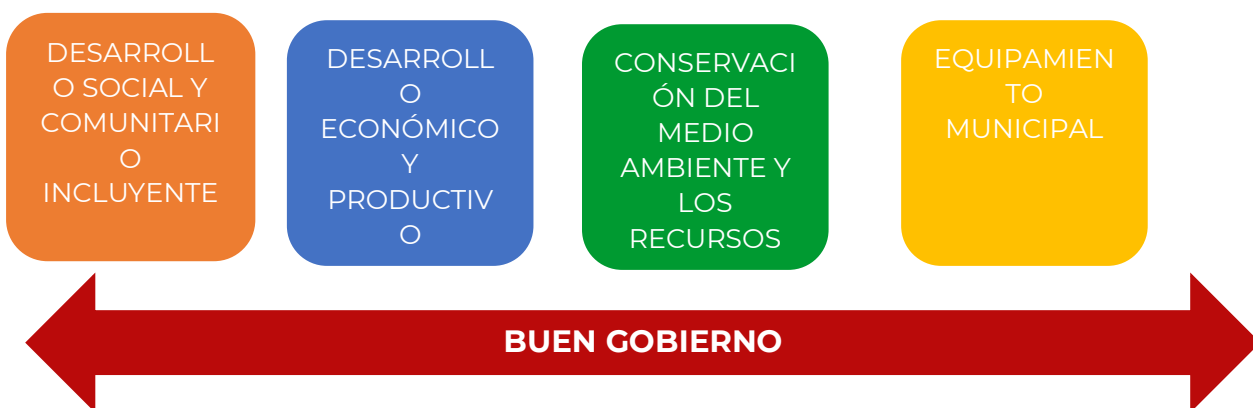 DESARROLL
O SOCIAL Y
COMUNITARI
O
INCLUYENTE
DESARROLL
O
ECONÓMICO
Y
PRODUCTIV
O
CONSERVACI
ÓN DEL
MEDIO
AMBIENTE Y
LOS
RECURSOS
EQUIPAMIEN
TO
MUNICIPAL
BUEN GOBIERNO